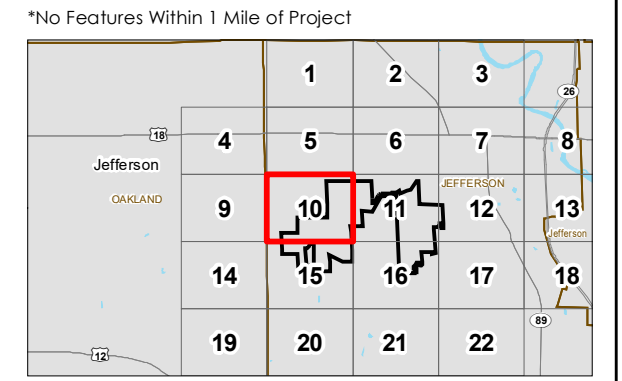 *No Features Within 1 Mile of Project
1 2 3
26
18
4 5 6 7 8
Jefferson
OAKLAND
JEFFERSON
9 10 11 12 13
Jefferson
14 15 16 17 18
89
12
19 20 21 22